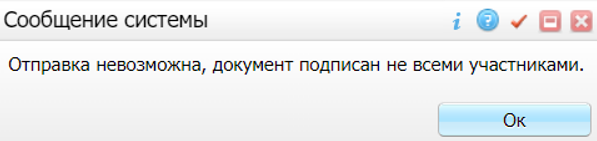 Сообщение системы
Отправка невозможна, документ подписан не всеми участниками.
Ок